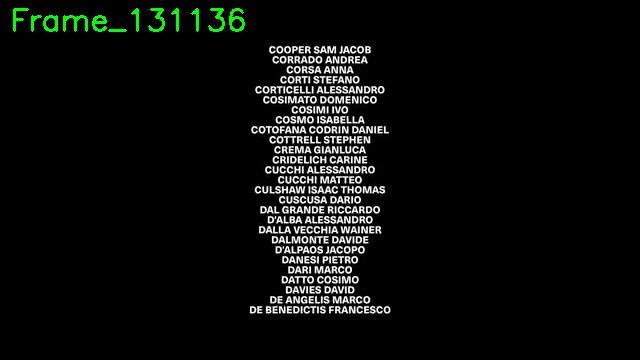 Frame_131136
COOPER SAM JACOB
CORRADO ANDREA
CORSA ANNA
CORTI STEFANO
CORTICELLI ALESSANDRO
COSIMATO DOMENICO
COSIMI IVO
COSMO ISABELLA
COTOFANA CODRIN DANIEL
COTTRELL STEPHEN
CREMA GIANLUCA
CRIDELICH CARINE
CUCCHI ALESSANDRO
CUCCHI MATTEO
CULSHAW ISAAC THOMAS
CUSCUSA DARIO
DAL GRANDE RICCARDO
D'ALBA ALESSANDRO
DALLA VECCHIA WAINER
DALMONTE DAVIDE
D'ALPAOS JACOPO
DANESI PIETRO
DARI MARCO
DATTO COSIMO
DAVIES DAVID
DE ANGELIS MARCO
DE BENEDICTIS FRANCESCO